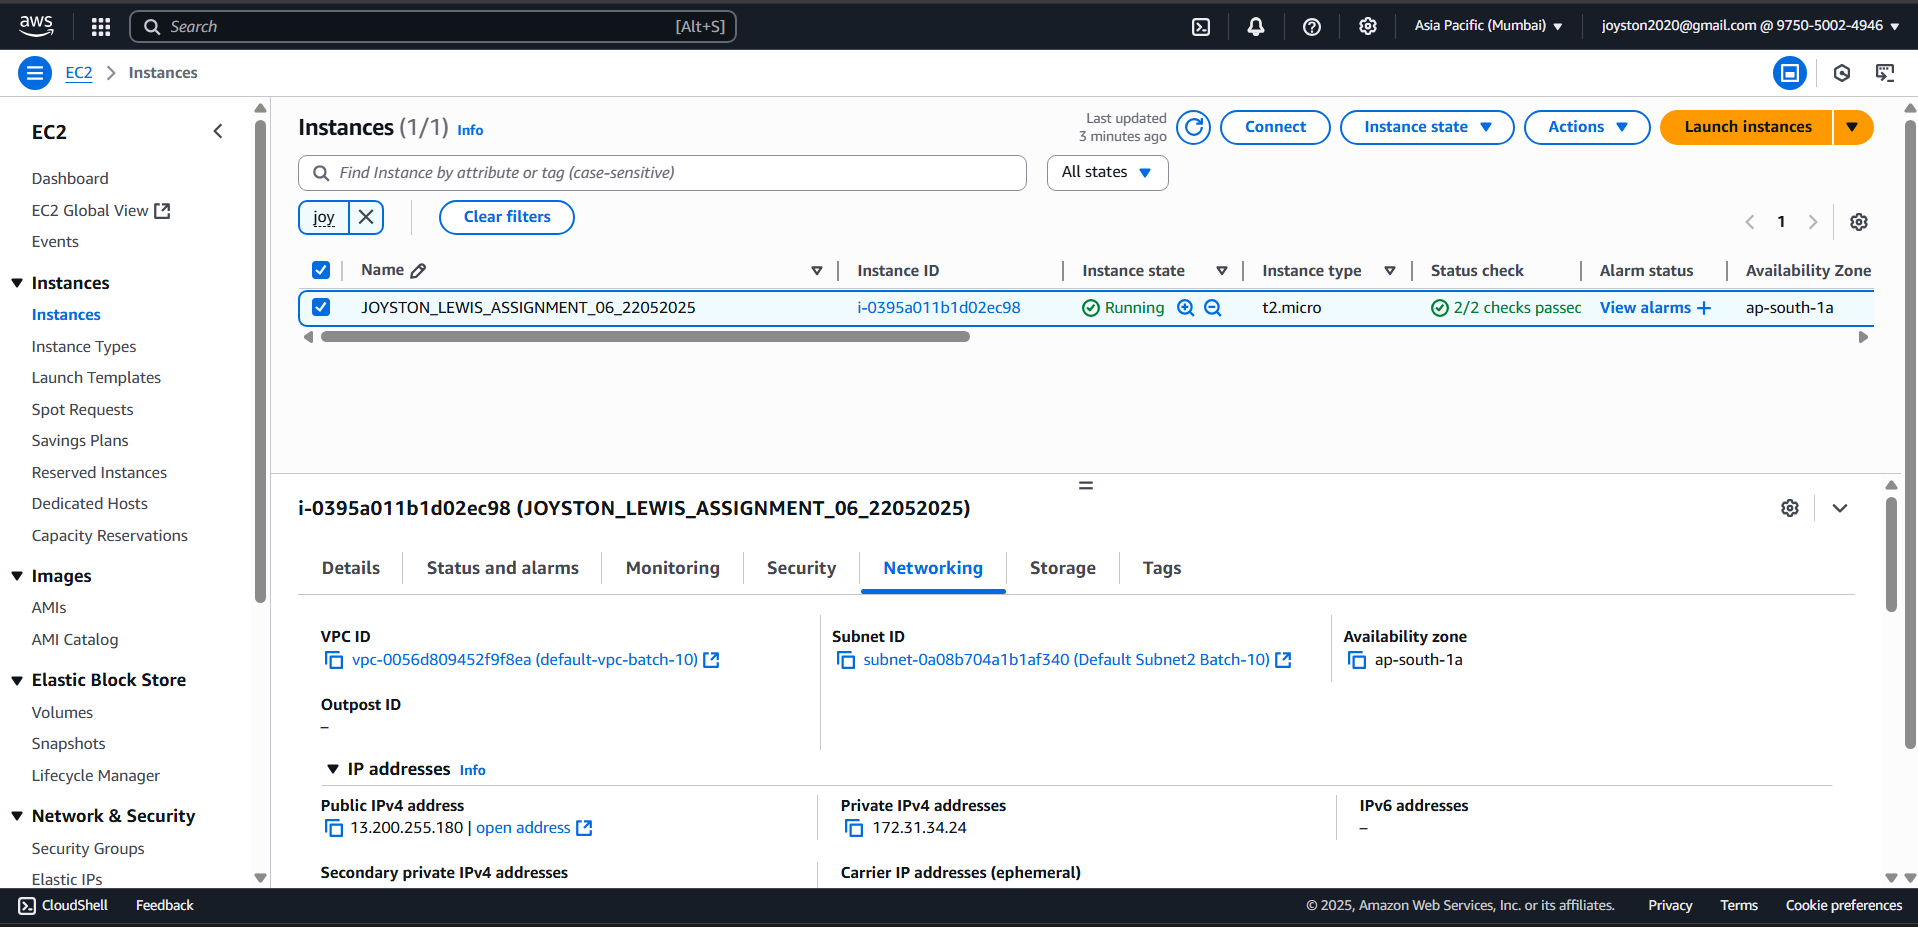 aws
Search [Alt+S]
Asia Pacific (Mumbai)
joyston2020@gmail.com @ 9750-5002-4946
EC2 Instances
EC2
Dashboard
EC2 Global View
Events
Instances
Instances
Instance Types
Launch Templates
Spot Requests
Savings Plans
Reserved Instances
Dedicated Hosts
Capacity Reservations
Images
AMIs
AMI Catalog
Elastic Block Store
Volumes
Snapshots
Lifecycle Manager
Network & Security
Security Groups
Elastic IPs
Instances (1/1) Info
Last updated
3 minutes ago
Connect
Instance state
Actions
Launch instances
Find Instance by attribute or tag (case-sensitive)
All states
joy
Clear filters
1
Name Instance ID Instance state Instance type Status check Alarm status Availability Zone
JOYSTON_LEWIS_ASSIGNMENT_06_22052025 i-0395a011b1d02ec98 Running t2.micro 2/2 checks passed View alarms + ap-south-1a
i-0395a011b1d02ec98 (JOYSTON_LEWIS_ASSIGNMENT_06_22052025)
Details Status and alarms Monitoring Security Networking Storage Tags
VPC ID
vpc-0056d809452f9f8ea (default-vpc-batch-10)
Subnet ID
subnet-0a08b704a1b1af340 (Default Subnet2 Batch-10)
Availability zone
ap-south-1a
Outpost ID
–
IP addresses Info
Public IPv4 address
13.200.255.180 | open address
Private IPv4 addresses
172.31.34.24
IPv6 addresses
–
Secondary private IPv4 addresses
Carrier IP addresses (ephemeral)
CloudShell Feedback
© 2025, Amazon Web Services, Inc. or its affiliates. Privacy Terms Cookie preferences